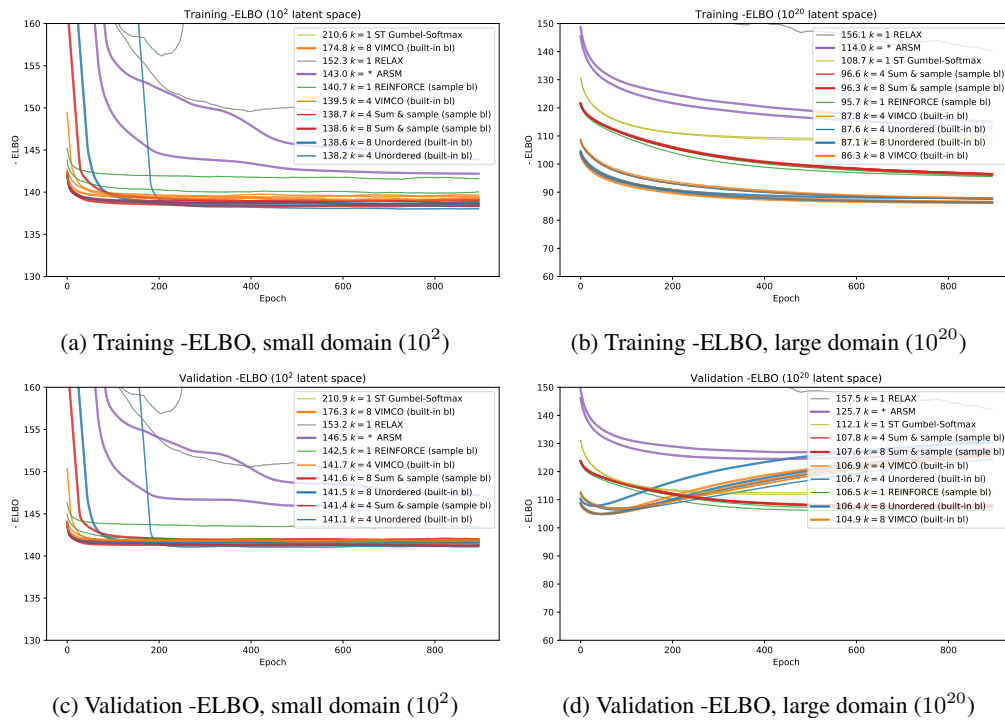 Training -ELBO (10² latent space)
160
155
150
145
140
135
130
- ELBO
0
200
400
600
800
Epoch
210.6 k = 1 ST Gumbel-Softmax
174.8 k = 8 VIMCO (built-in bl)
152.3 k = 1 RELAX
143.0 k = * ARSM
140.7 k = 1 REINFORCE (sample bl)
139.5 k = 4 VIMCO (built-in bl)
138.7 k = 4 Sum & sample (sample bl)
138.6 k = 8 Sum & sample (sample bl)
138.6 k = 8 Unordered (built-in bl)
138.2 k = 4 Unordered (built-in bl)
(a) Training -ELBO, small domain (10²)
Training -ELBO (10²⁰ latent space)
150
140
130
120
110
100
90
80
70
60
- ELBO
0
200
400
600
800
Epoch
156.1 k = 1 RELAX
114.0 k = * ARSM
108.7 k = 1 ST Gumbel-Softmax
96.6 k = 4 Sum & sample (sample bl)
96.3 k = 8 Sum & sample (sample bl)
95.7 k = 1 REINFORCE (sample bl)
87.8 k = 4 VIMCO (built-in bl)
87.6 k = 4 Unordered (built-in bl)
87.1 k = 8 Unordered (built-in bl)
86.3 k = 8 VIMCO (built-in bl)
(b) Training -ELBO, large domain (10²⁰)
Validation -ELBO (10² latent space)
160
155
150
145
140
135
130
- ELBO
0
200
400
600
800
Epoch
210.9 k = 1 ST Gumbel-Softmax
176.3 k = 8 VIMCO (built-in bl)
153.2 k = 1 RELAX
146.5 k = * ARSM
142.5 k = 1 REINFORCE (sample bl)
141.7 k = 4 VIMCO (built-in bl)
141.6 k = 8 Sum & sample (sample bl)
141.5 k = 8 Unordered (built-in bl)
141.4 k = 4 Sum & sample (sample bl)
141.1 k = 4 Unordered (built-in bl)
(c) Validation -ELBO, small domain (10²)
Validation -ELBO (10²⁰ latent space)
150
140
130
120
110
100
90
80
70
60
- ELBO
0
200
400
600
800
Epoch
157.5 k = 1 RELAX
125.7 k = * ARSM
112.1 k = 1 ST Gumbel-Softmax
107.8 k = 4 Sum & sample (sample bl)
107.6 k = 8 Sum & sample (sample bl)
106.9 k = 4 VIMCO (built-in bl)
106.7 k = 4 Unordered (built-in bl)
106.5 k = 1 REINFORCE (sample bl)
106.4 k = 8 Unordered (built-in bl)
104.9 k = 8 VIMCO (built-in bl)
(d) Validation -ELBO, large domain (10²⁰)